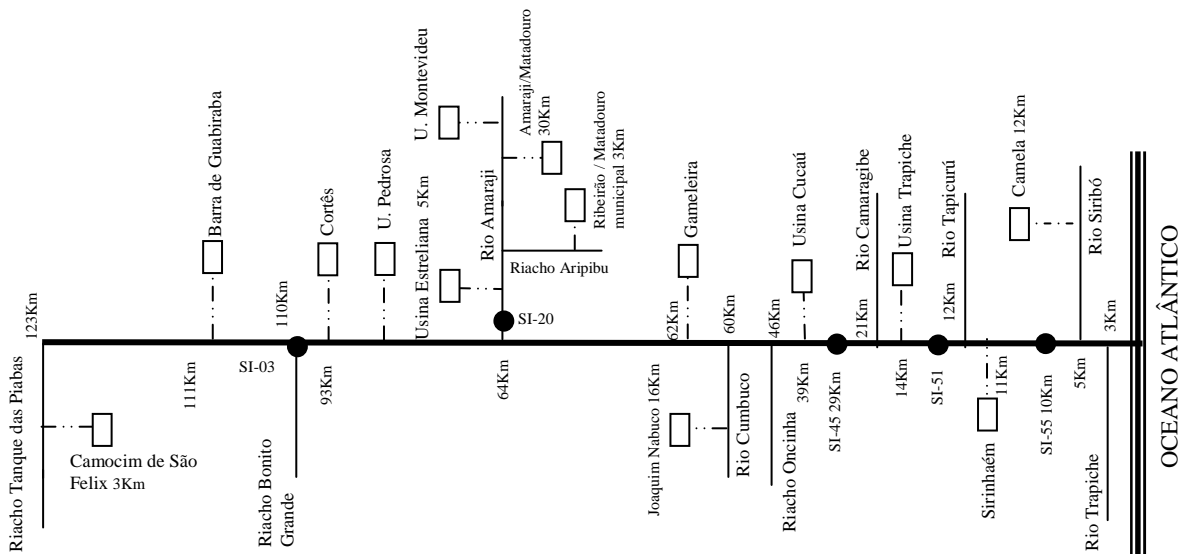 Riacho Tanque das Piabas
123Km
Camocim de São
Felix 3Km
111Km
Barra de Guabiraba
SI-03
110Km
Riacho Bonito
Grande
Cortês
93Km
U. Pedrosa
Usina Estreliana 5Km
U. Montevideu
Rio Amaraji
Amaraji/Matadouro
30Km
Ribeirão / Matadouro
municipal 3Km
Riacho Aripibu
SI-20
64Km
Gameleira
62Km
Joaquim Nabuco 16Km
60Km
Rio Cumbuco
46Km
Riacho Oncinha
Usina Cucaú
39Km
SI-45 29Km
21Km
Rio Camaragibe
Usina Trapiche
14Km
SI-51
12Km
Rio Tapicurú
Sirinhaém
11Km
Camela 12Km
SI-55 10Km
5Km
Rio Siribó
3Km
Rio Trapiche
OCEANO ATLÂNTICO